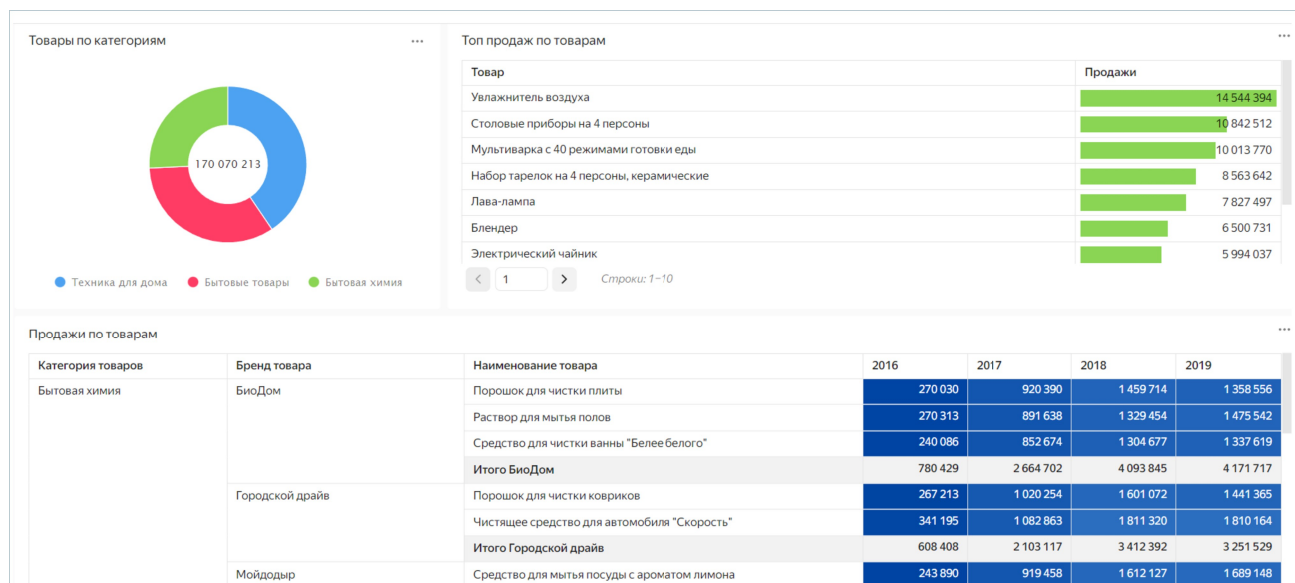 Товары по категориям
170 070 213
Техника для дома Бытовые товары Бытовая химия
Топ продаж по товарам
Товар Продажи
Увлажнитель воздуха 14 544 394
Столовые приборы на 4 персоны 10 842 512
Мультиварка с 40 режимами готовки еды 10 013 770
Набор тарелок на 4 персоны, керамические 8 563 642
Лава-лампа 7 827 497
Блендер 6 500 731
Электрический чайник 5 994 037
1 Строки: 1–10
Продажи по товарам
Категория товаров Бренд товара Наименование товара 2016 2017 2018 2019
Бытовая химия БиоДом Порошок для чистки плиты 270 030 920 390 1 459 714 1 358 556
Раствор для мытья полов 270 313 891 638 1 329 454 1 475 542
Средство для чистки ванны "Белее белого" 240 086 852 674 1 304 677 1 337 619
Итого БиоДом 780 429 2 664 702 4 093 845 4 171 717
Городской драйв Порошок для чистки ковриков 267 213 1 020 254 1 601 072 1 441 365
Чистящее средство для автомобиля "Скорость" 341 195 1 082 863 1 811 320 1 810 164
Итого Городской драйв 608 408 2 103 117 3 412 392 3 251 529
Мойдодыр Средство для мытья посуды с ароматом лимона 243 890 919 458 1 612 127 1 689 148